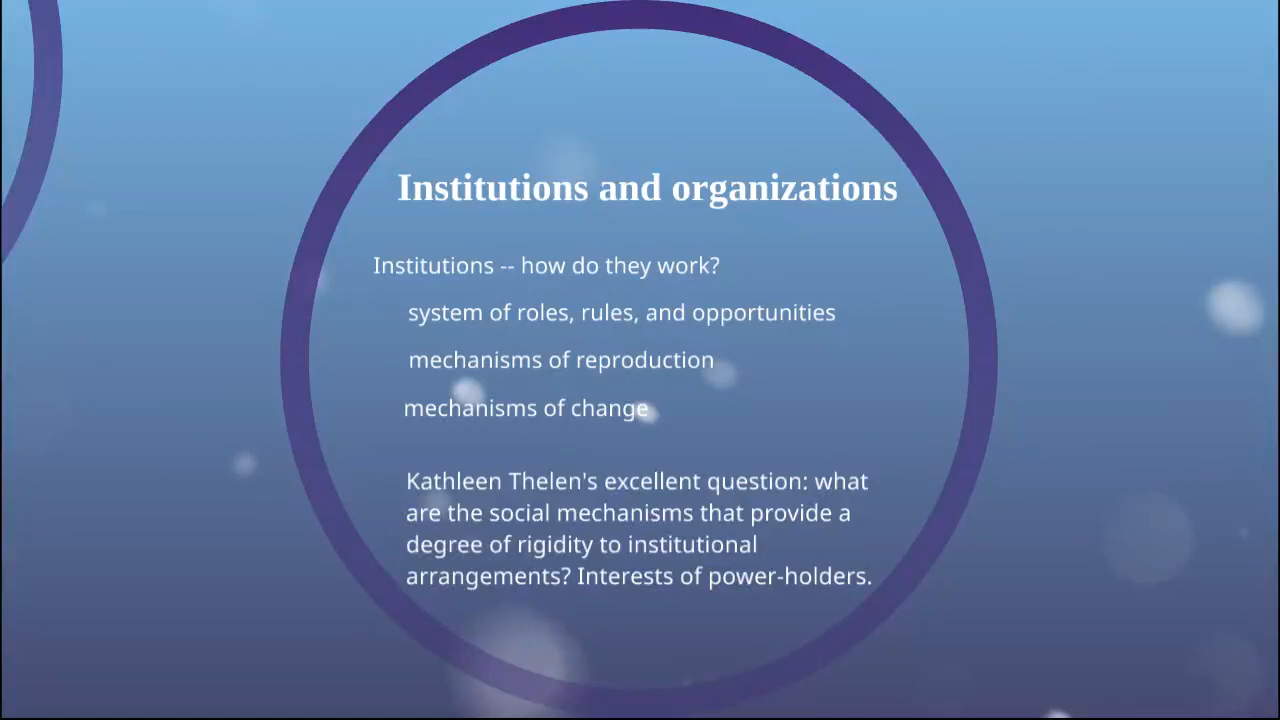 Institutions and organizations
Institutions -- how do they work?
system of roles, rules, and opportunities
mechanisms of reproduction
mechanisms of change
Kathleen Thelen's excellent question: what
are the social mechanisms that provide a
degree of rigidity to institutional
arrangements? Interests of power-holders.